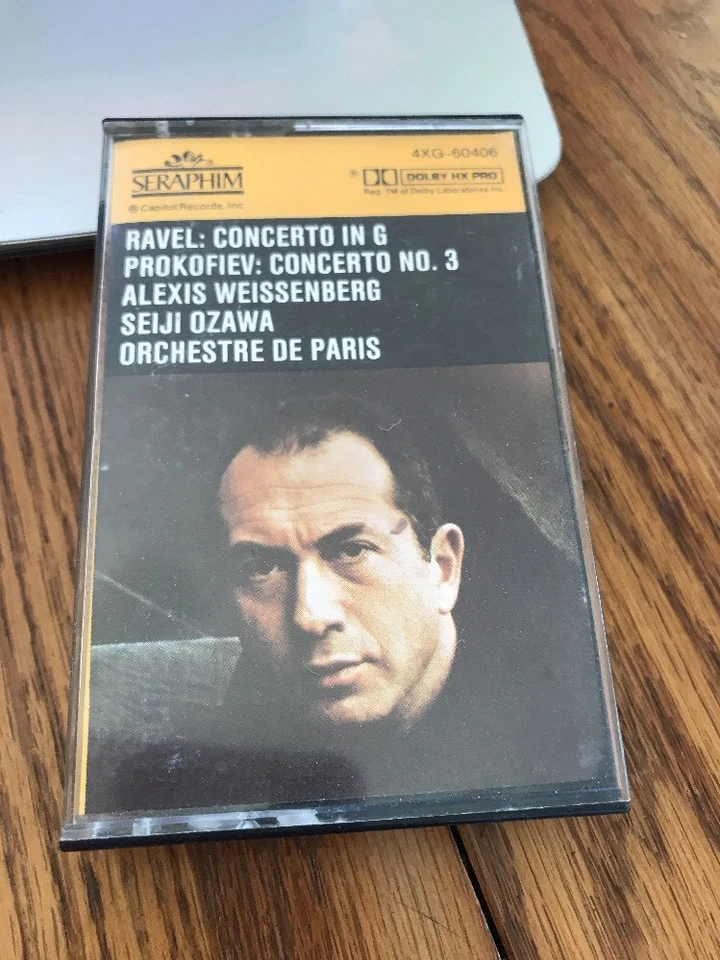 4XG-60406
SERAPHIM®
® Capitol Records, Inc.
® DOLBY HX PRO
Reg. TM of Dolby Laboratories Inc.
RAVEL: CONCERTO IN G
PROKOFIEV: CONCERTO NO. 3
ALEXIS WEISSENBERG
SEIJI OZAWA
ORCHESTRE DE PARIS